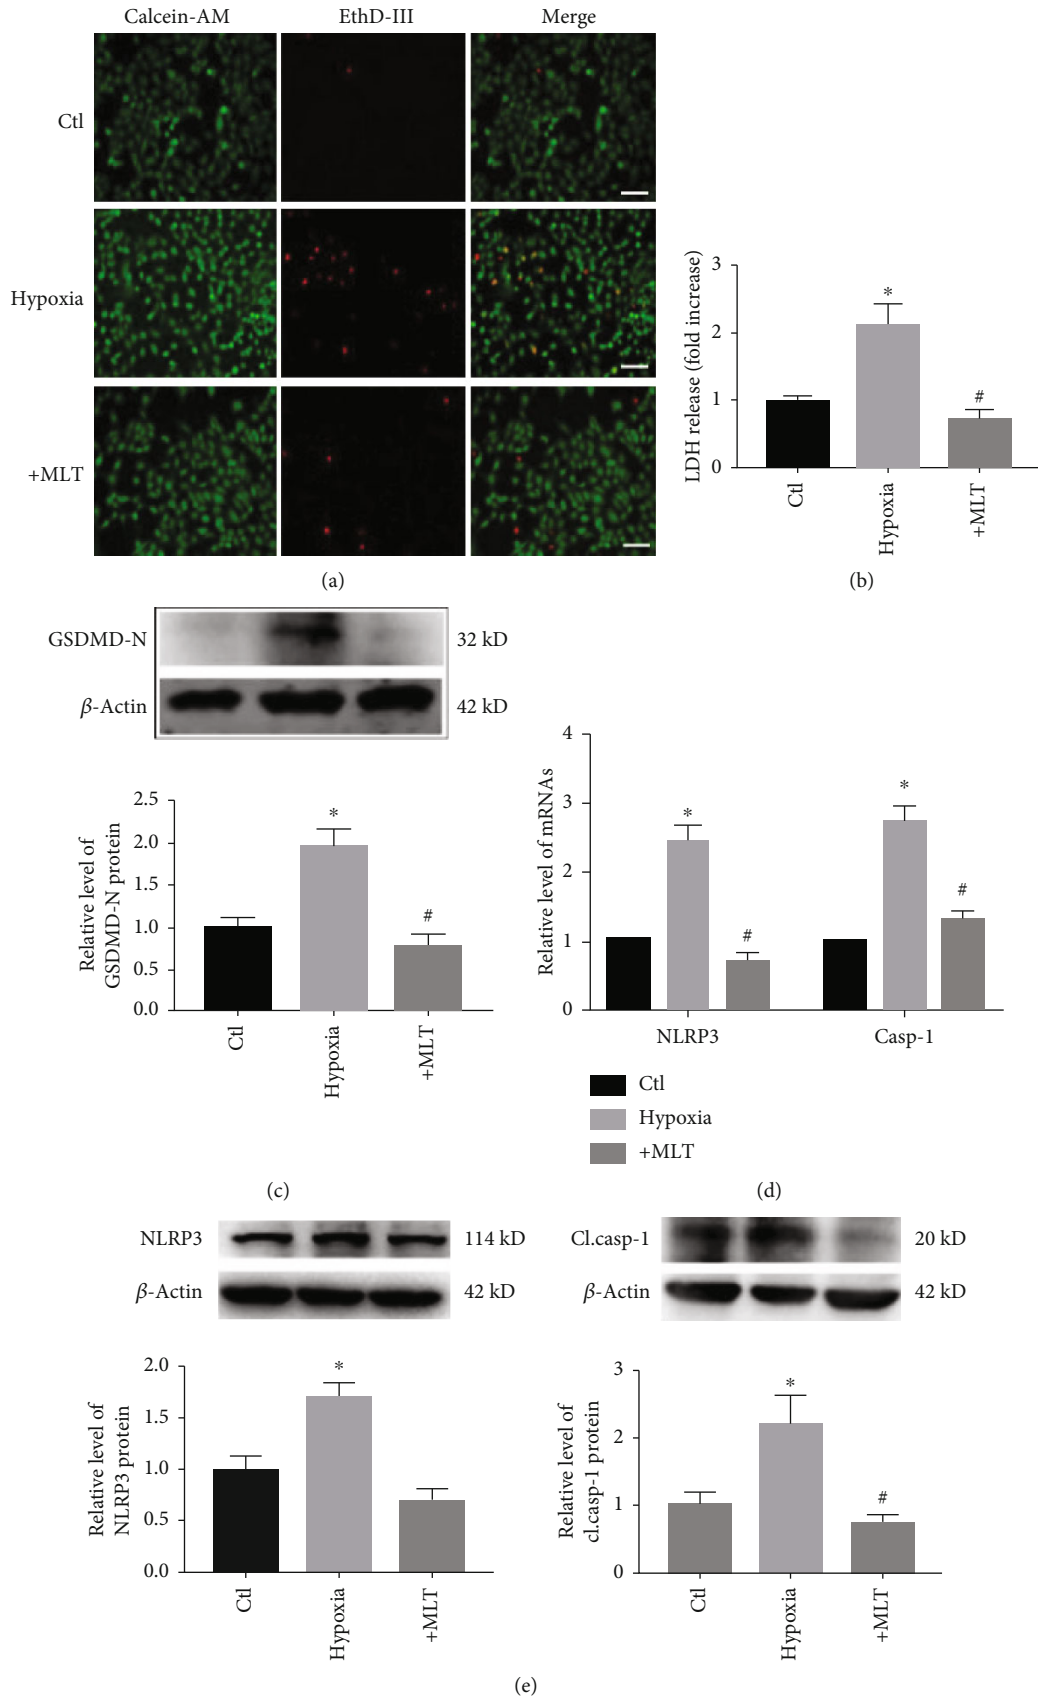 Calcein-AM EthD-III Merge
Ctl
Hypoxia
+MLT
(a)
LDH release (fold increase)
3
2
1
0
*
#
Ctl
Hypoxia
+MLT
(b)
GSDMD-N 32 kD
β-Actin 42 kD
Relative level of
GSDMD-N protein
2.5
2.0
1.5
1.0
0.5
0.0
*
#
Ctl
Hypoxia
+MLT
(c)
Relative level of mRNAs
4
3
2
1
0
*
#
*
#
NLRP3 Casp-1
Ctl
Hypoxia
+MLT
(d)
NLRP3 114 kD
β-Actin 42 kD
Relative level of
NLRP3 protein
2.0
1.5
1.0
0.5
0.0
*
Ctl
Hypoxia
+MLT
Cl.casp-1 20 kD
β-Actin 42 kD
Relative level of
cl.casp-1 protein
3
2
1
0
*
#
Ctl
Hypoxia
+MLT
(e)